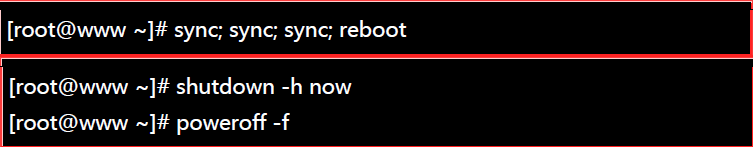 [root@www ~]# sync; sync; sync; reboot
[root@www ~]# shutdown -h now
[root@www ~]# poweroff -f